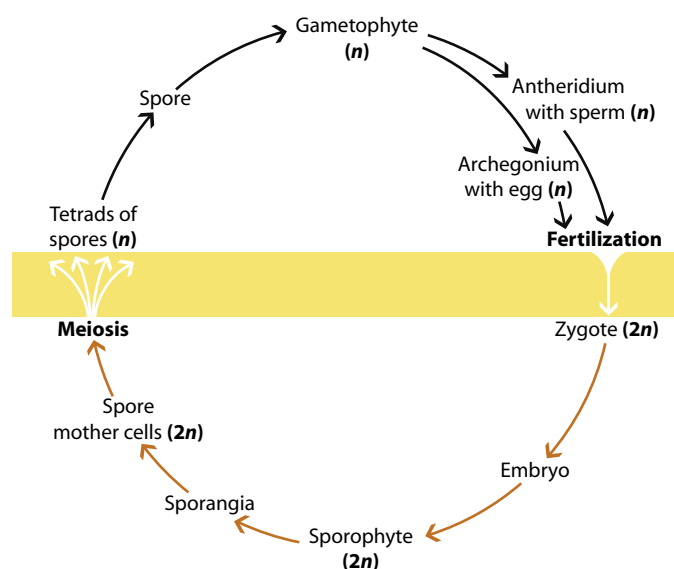 Gametophyte
(n)
Antheridium
with sperm (n)
Spore
Archegonium
with egg (n)
Tetrads of
spores (n)
Fertilization
Meiosis
Zygote (2n)
Spore
mother cells (2n)
Embryo
Sporangia
Sporophyte
(2n)